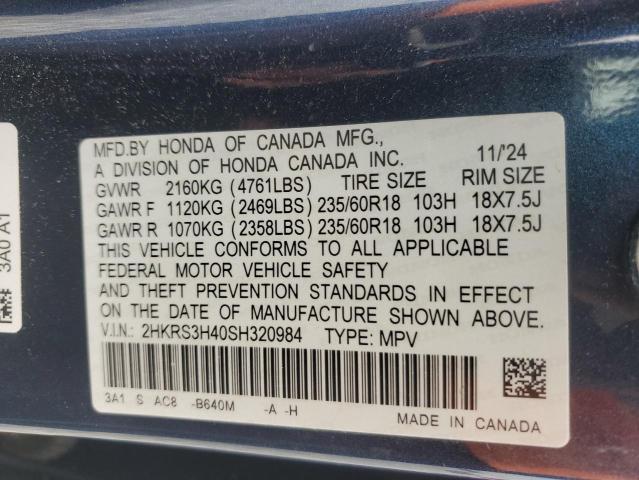 MFD.BY HONDA OF CANADA MFG.,
A DIVISION OF HONDA CANADA INC. 11/'24
GVWR 2160KG (4761LBS) TIRE SIZE RIM SIZE
GAWR F 1120KG (2469LBS) 235/60R18 103H 18X7.5J
GAWR R 1070KG (2358LBS) 235/60R18 103H 18X7.5J
THIS VEHICLE CONFORMS TO ALL APPLICABLE
FEDERAL MOTOR VEHICLE SAFETY
AND THEFT PREVENTION STANDARDS IN EFFECT
ON THE DATE OF MANUFACTURE SHOWN ABOVE.
V.I.N.: 2HKRS3H40SH320984 TYPE: MPV
3A1 S AC8 -B640M -A -H
MADE IN CANADA
3A0 A1